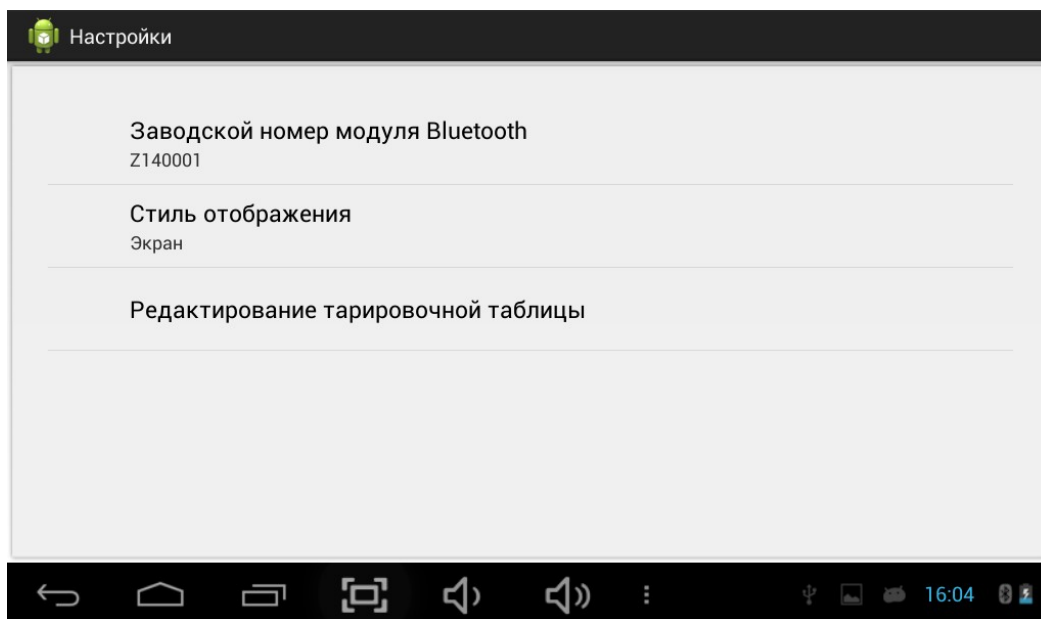 Настройки
Заводской номер модуля Bluetooth
Z140001
Стиль отображения
Экран
Редактирование тарировочной таблицы
16:04